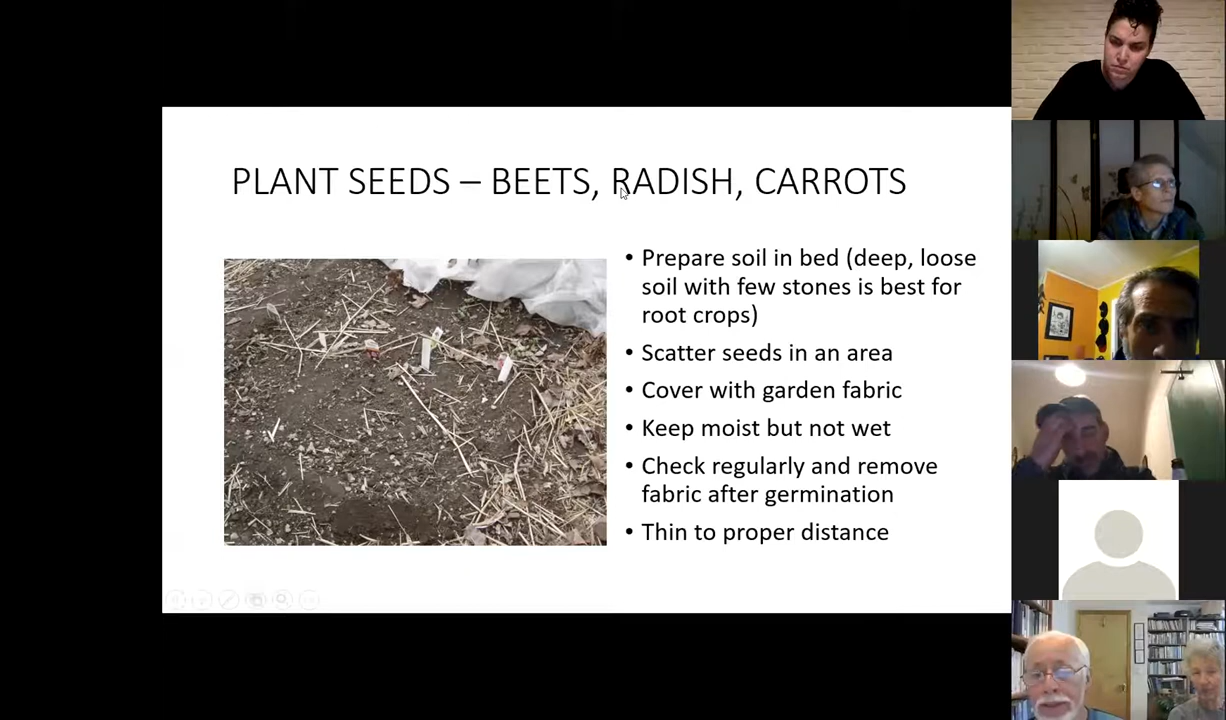 PLANT SEEDS – BEETS, RADISH, CARROTS
• Prepare soil in bed (deep, loose
soil with few stones is best for
root crops)
• Scatter seeds in an area
• Cover with garden fabric
• Keep moist but not wet
• Check regularly and remove
fabric after germination
• Thin to proper distance